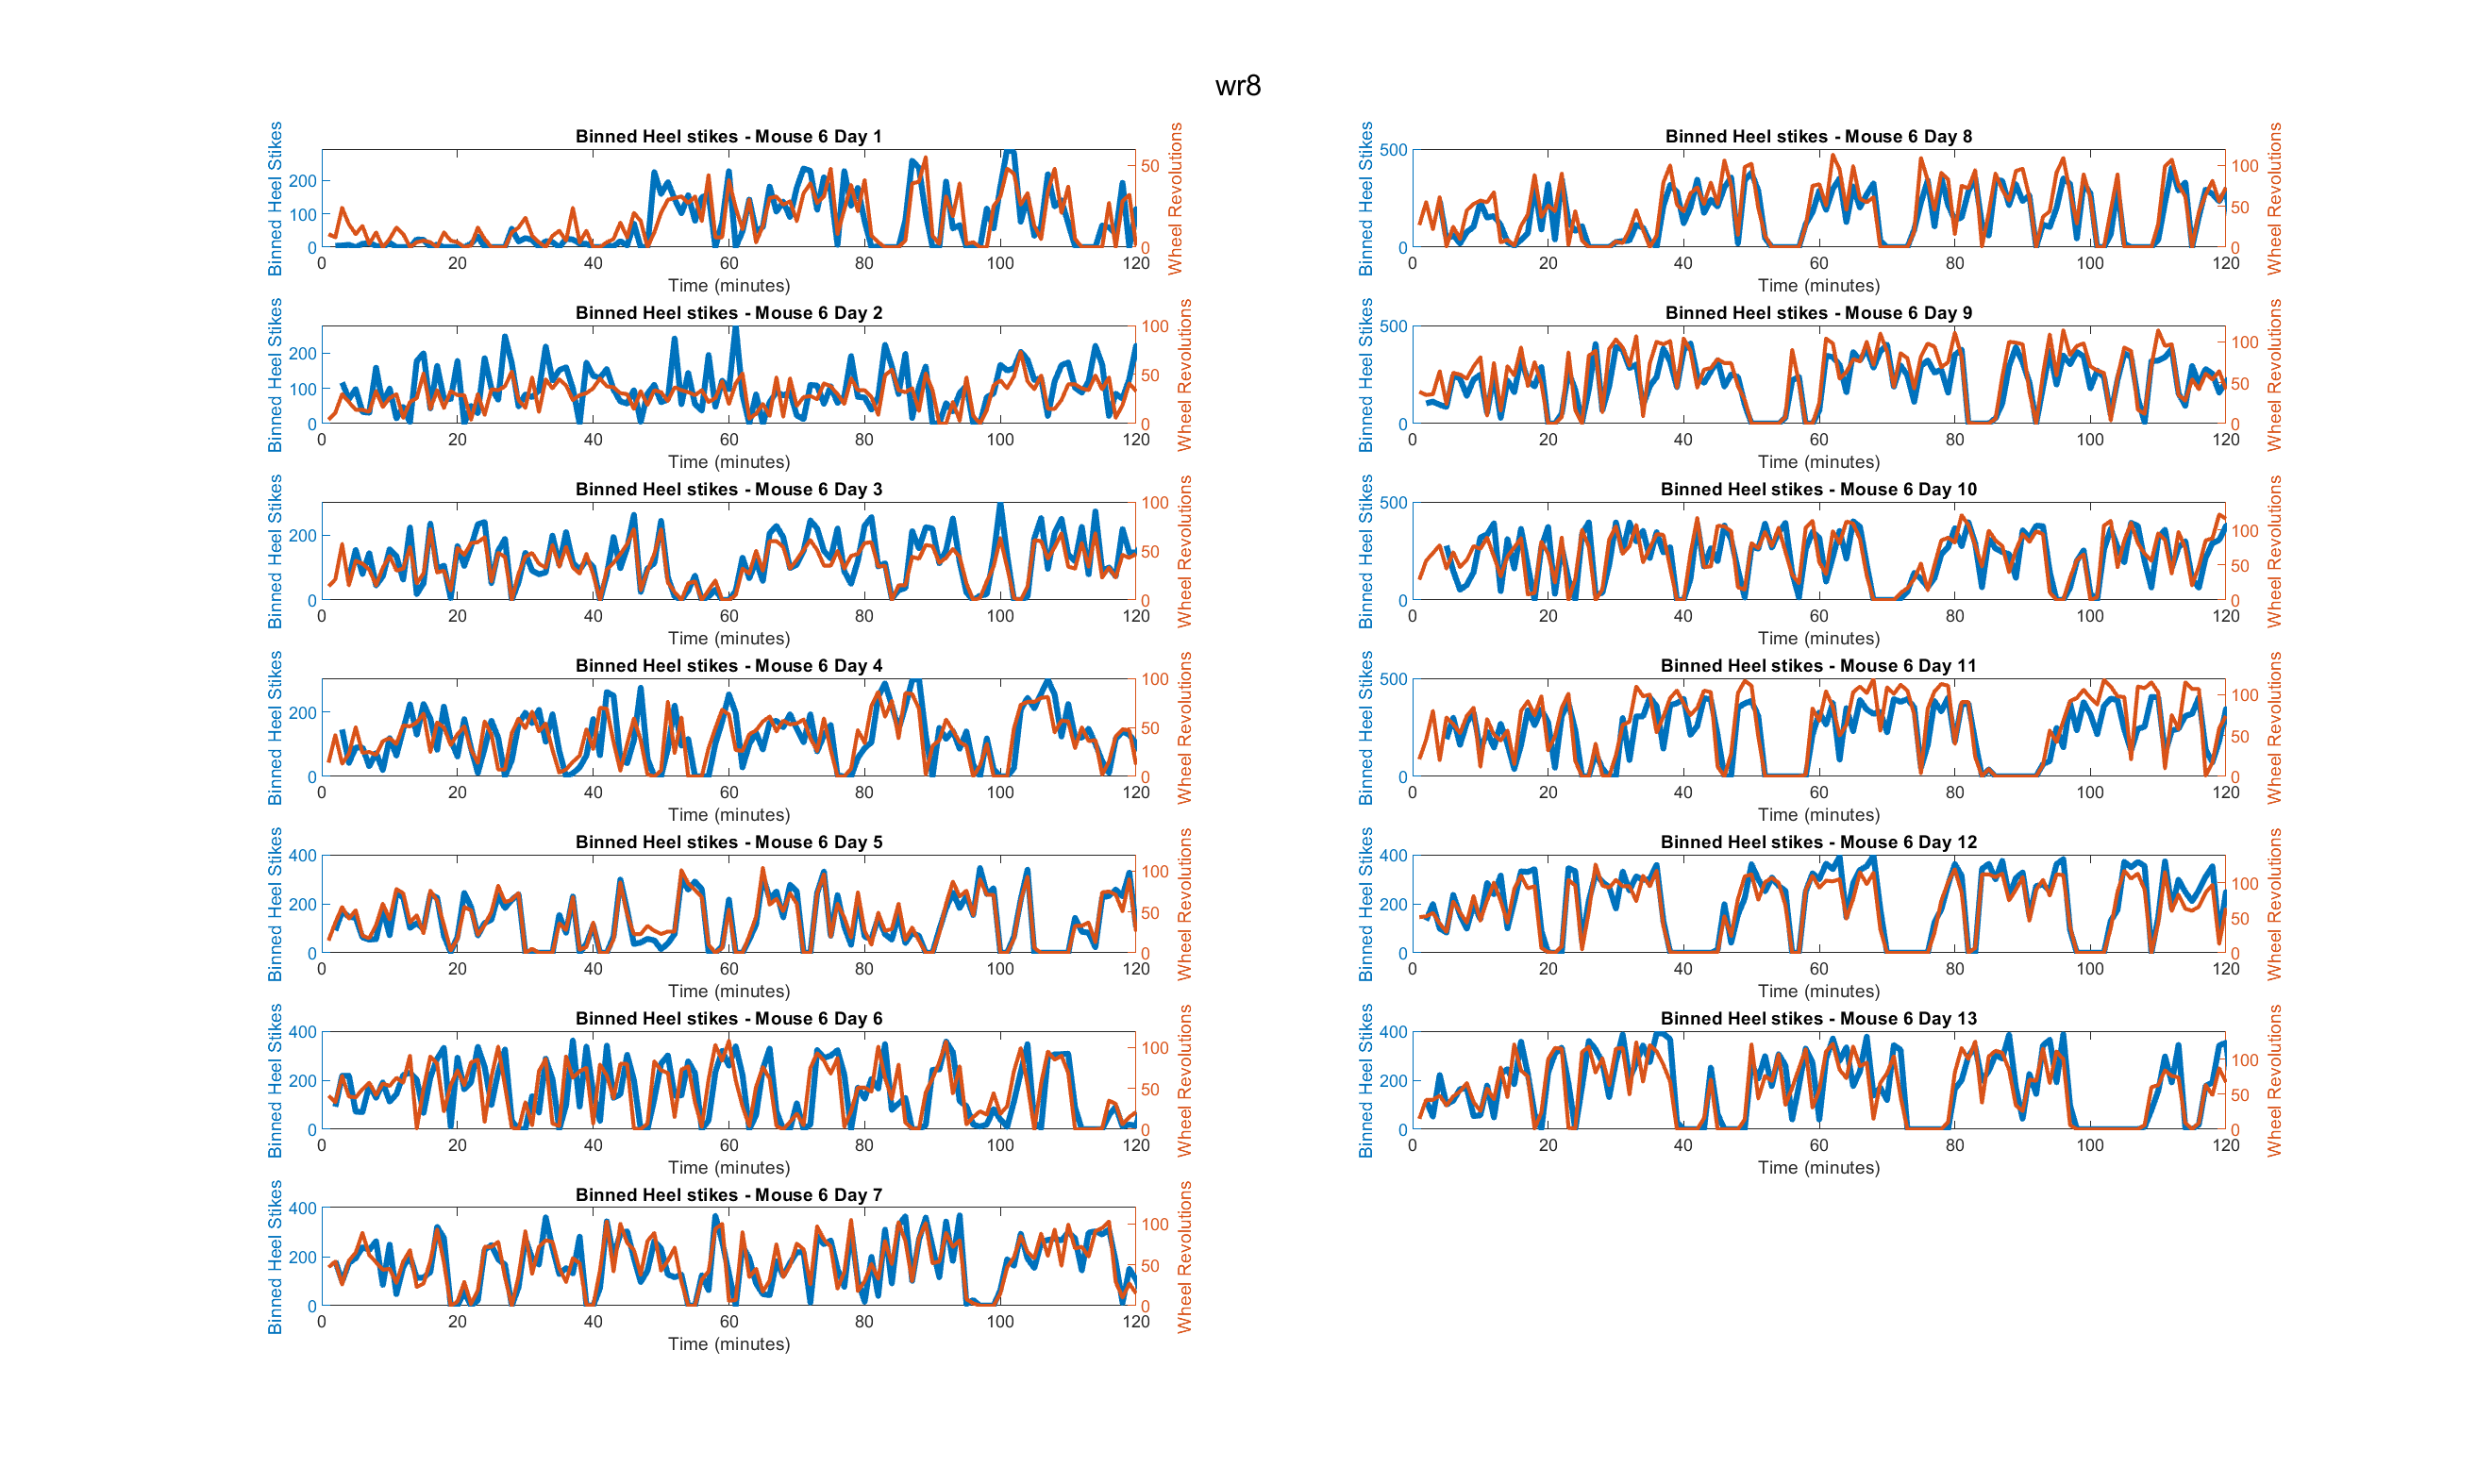 wr8
Binned Heel stikes - Mouse 6 Day 1
Binned Heel Stikes
Wheel Revolutions
200
100
0
50
0
0 20 40 60 80 100 120
Time (minutes)
Binned Heel stikes - Mouse 6 Day 2
Binned Heel Stikes
Wheel Revolutions
200
100
0
100
50
0
0 20 40 60 80 100 120
Time (minutes)
Binned Heel stikes - Mouse 6 Day 3
Binned Heel Stikes
Wheel Revolutions
200
0
100
50
0
0 20 40 60 80 100 120
Time (minutes)
Binned Heel stikes - Mouse 6 Day 4
Binned Heel Stikes
Wheel Revolutions
200
0
100
50
0
0 20 40 60 80 100 120
Time (minutes)
Binned Heel stikes - Mouse 6 Day 5
Binned Heel Stikes
Wheel Revolutions
400
200
0
100
50
0
0 20 40 60 80 100 120
Time (minutes)
Binned Heel stikes - Mouse 6 Day 6
Binned Heel Stikes
Wheel Revolutions
400
200
0
100
50
0
0 20 40 60 80 100 120
Time (minutes)
Binned Heel stikes - Mouse 6 Day 7
Binned Heel Stikes
Wheel Revolutions
400
200
0
100
50
0
0 20 40 60 80 100 120
Time (minutes)
Binned Heel stikes - Mouse 6 Day 8
Binned Heel Stikes
Wheel Revolutions
500
0
100
50
0
0 20 40 60 80 100 120
Time (minutes)
Binned Heel stikes - Mouse 6 Day 9
Binned Heel Stikes
Wheel Revolutions
500
0
100
50
0
0 20 40 60 80 100 120
Time (minutes)
Binned Heel stikes - Mouse 6 Day 10
Binned Heel Stikes
Wheel Revolutions
500
0
100
50
0
0 20 40 60 80 100 120
Time (minutes)
Binned Heel stikes - Mouse 6 Day 11
Binned Heel Stikes
Wheel Revolutions
500
0
100
50
0
0 20 40 60 80 100 120
Time (minutes)
Binned Heel stikes - Mouse 6 Day 12
Binned Heel Stikes
Wheel Revolutions
400
200
0
100
50
0
0 20 40 60 80 100 120
Time (minutes)
Binned Heel stikes - Mouse 6 Day 13
Binned Heel Stikes
Wheel Revolutions
400
200
0
100
50
0
0 20 40 60 80 100 120
Time (minutes)